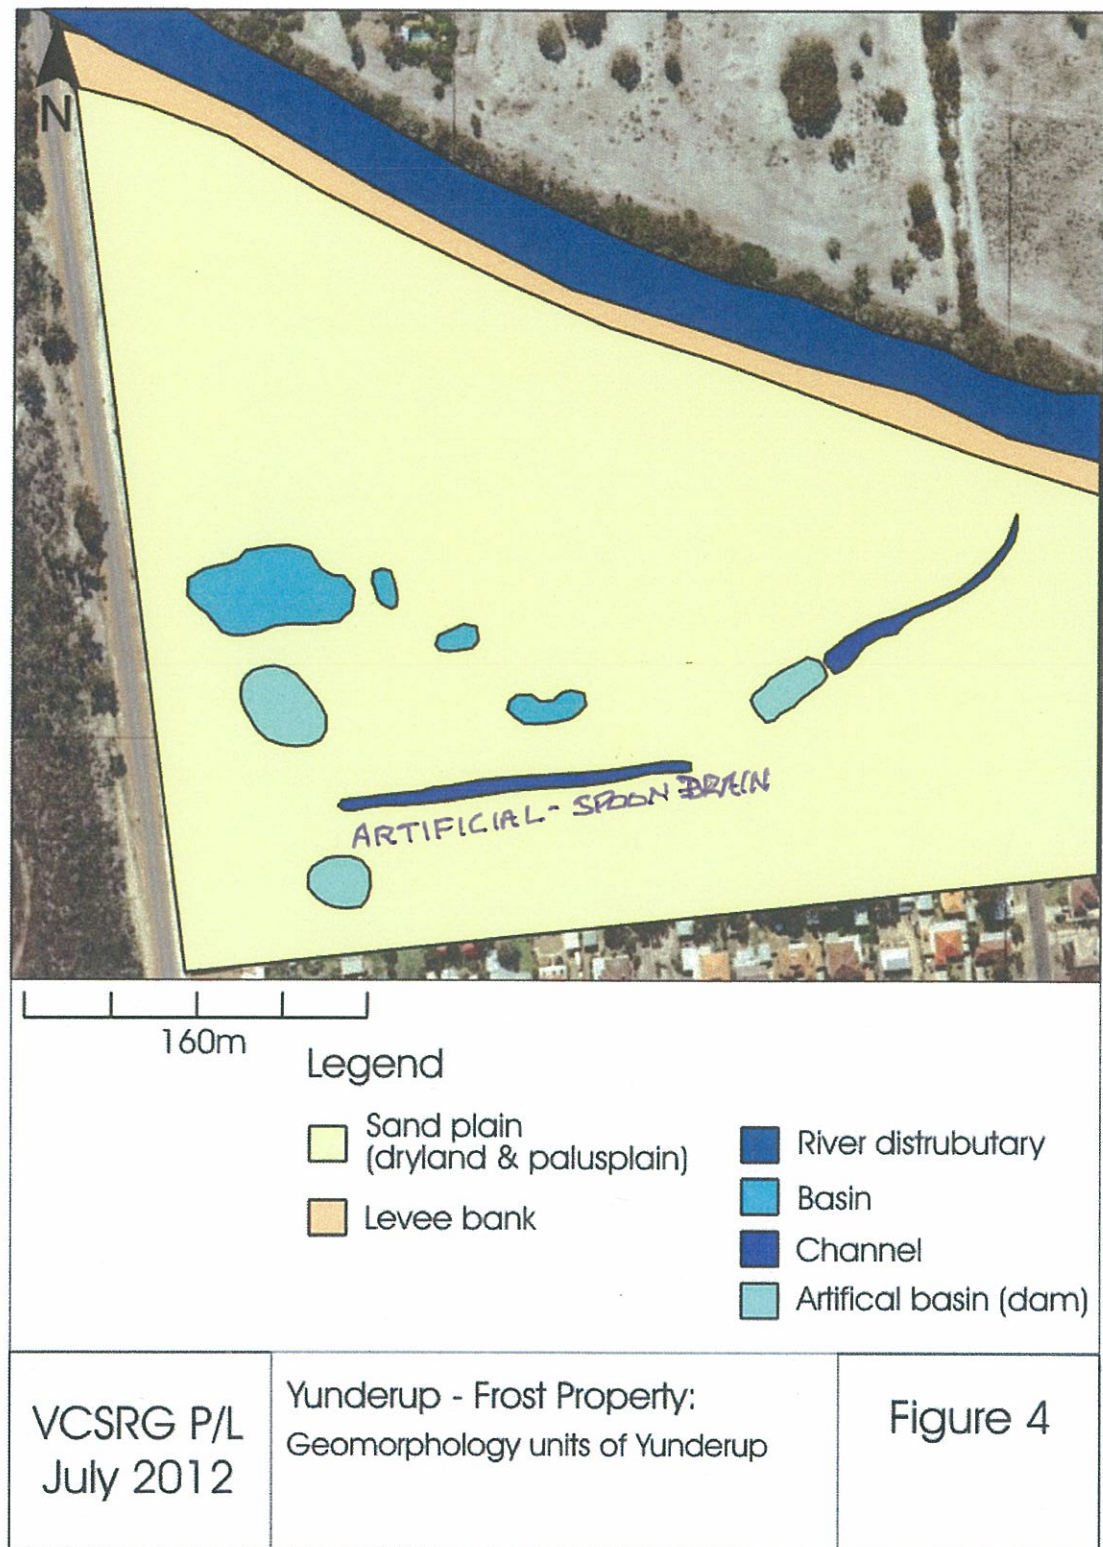 N
ARTIFICIAL - SPOON DRAIN
160m
Legend
Sand plain
(dryland & palusplain)
Levee bank
River distrubutary
Basin
Channel
Artifical basin (dam)
VCSRG P/L
July 2012
Yunderup - Frost Property:
Geomorphology units of Yunderup
Figure 4